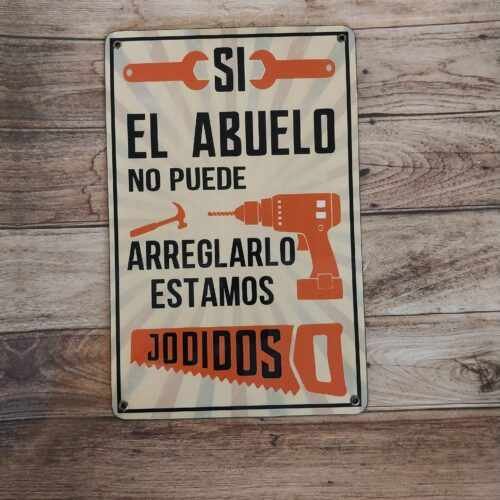 SI
EL ABUELO
NO PUEDE
ARREGLARLO
ESTAMOS
JODIDOS